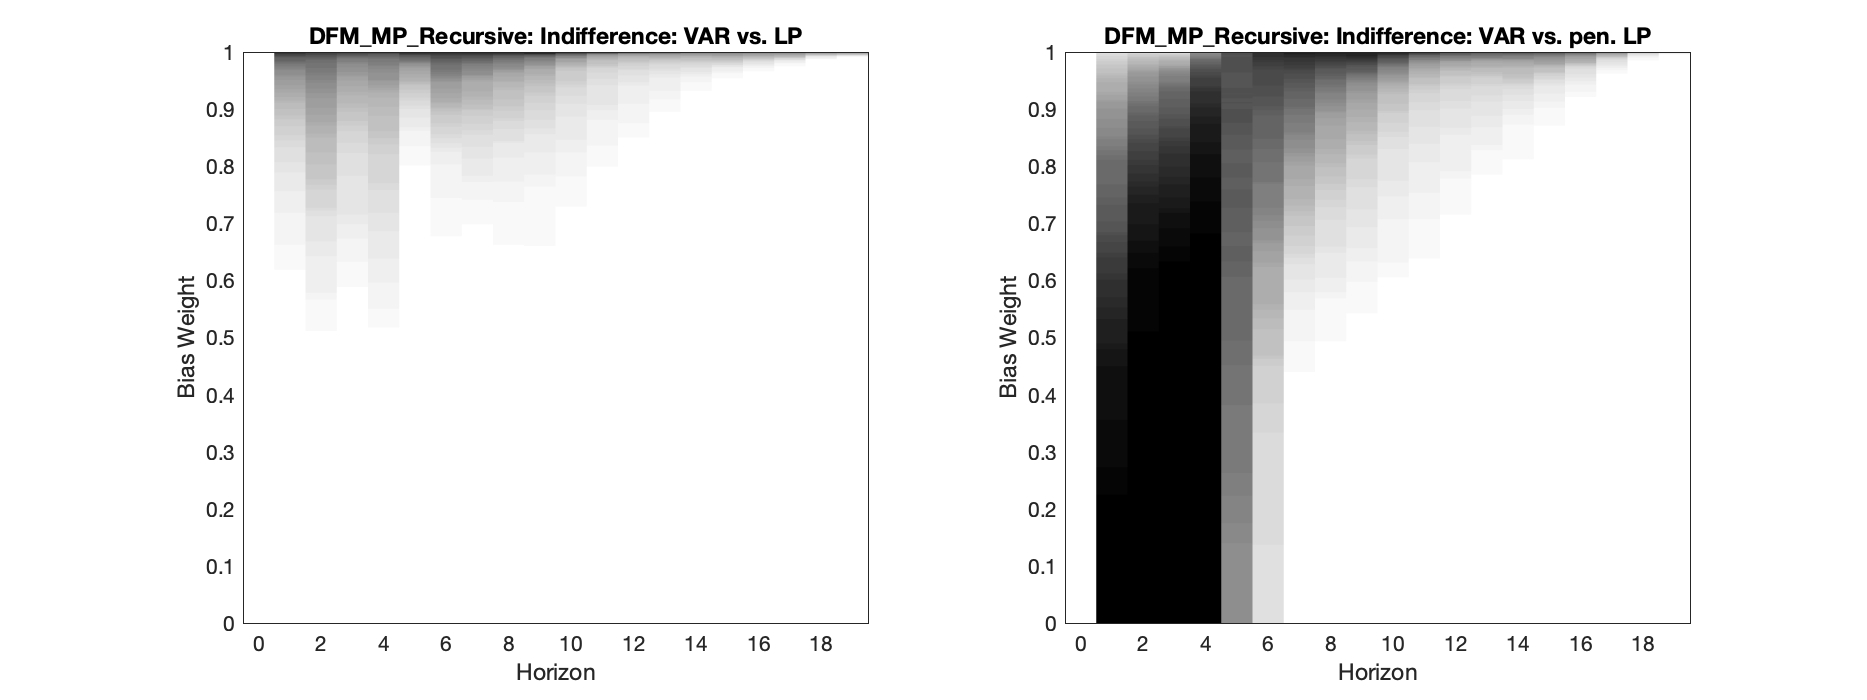 DFM_MP_Recursive: Indifference: VAR vs. LP
1
0.9
0.8
0.7
0.6
0.5
0.4
0.3
0.2
0.1
0
Bias Weight
0 2 4 6 8 10 12 14 16 18
Horizon
DFM_MP_Recursive: Indifference: VAR vs. pen. LP
1
0.9
0.8
0.7
0.6
0.5
0.4
0.3
0.2
0.1
0
Bias Weight
0 2 4 6 8 10 12 14 16 18
Horizon